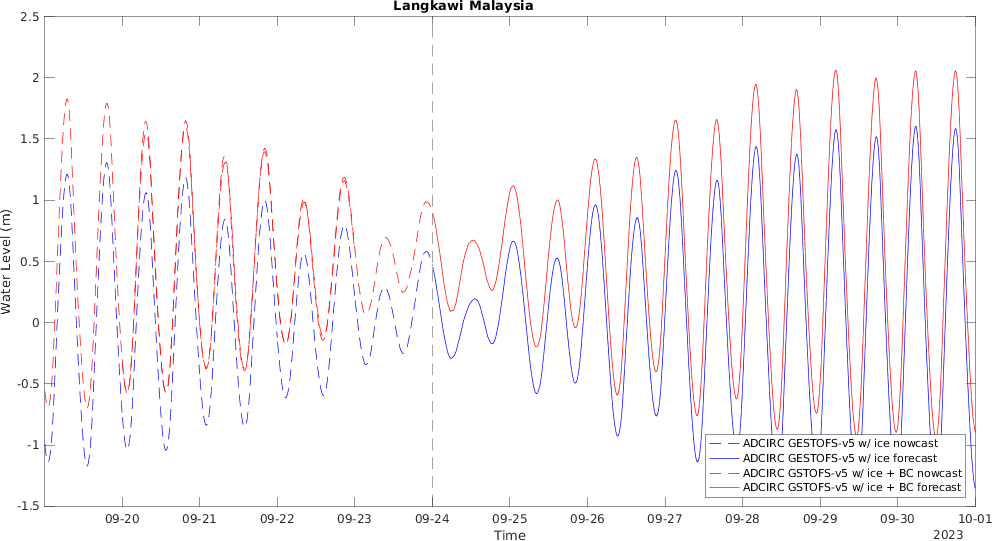 Langkawi Malaysia
2.5
2
1.5
1
0.5
0
-0.5
-1
-1.5
Water Level (m)
09-20 09-21 09-22 09-23 09-24 09-25 09-26 09-27 09-28 09-29 09-30 10-01
Time
2023
ADCIRC GESTOFS-v5 w/ ice nowcast
ADCIRC GESTOFS-v5 w/ ice forecast
ADCIRC GSTOFS-v5 w/ ice + BC nowcast
ADCIRC GSTOFS-v5 w/ ice + BC forecast